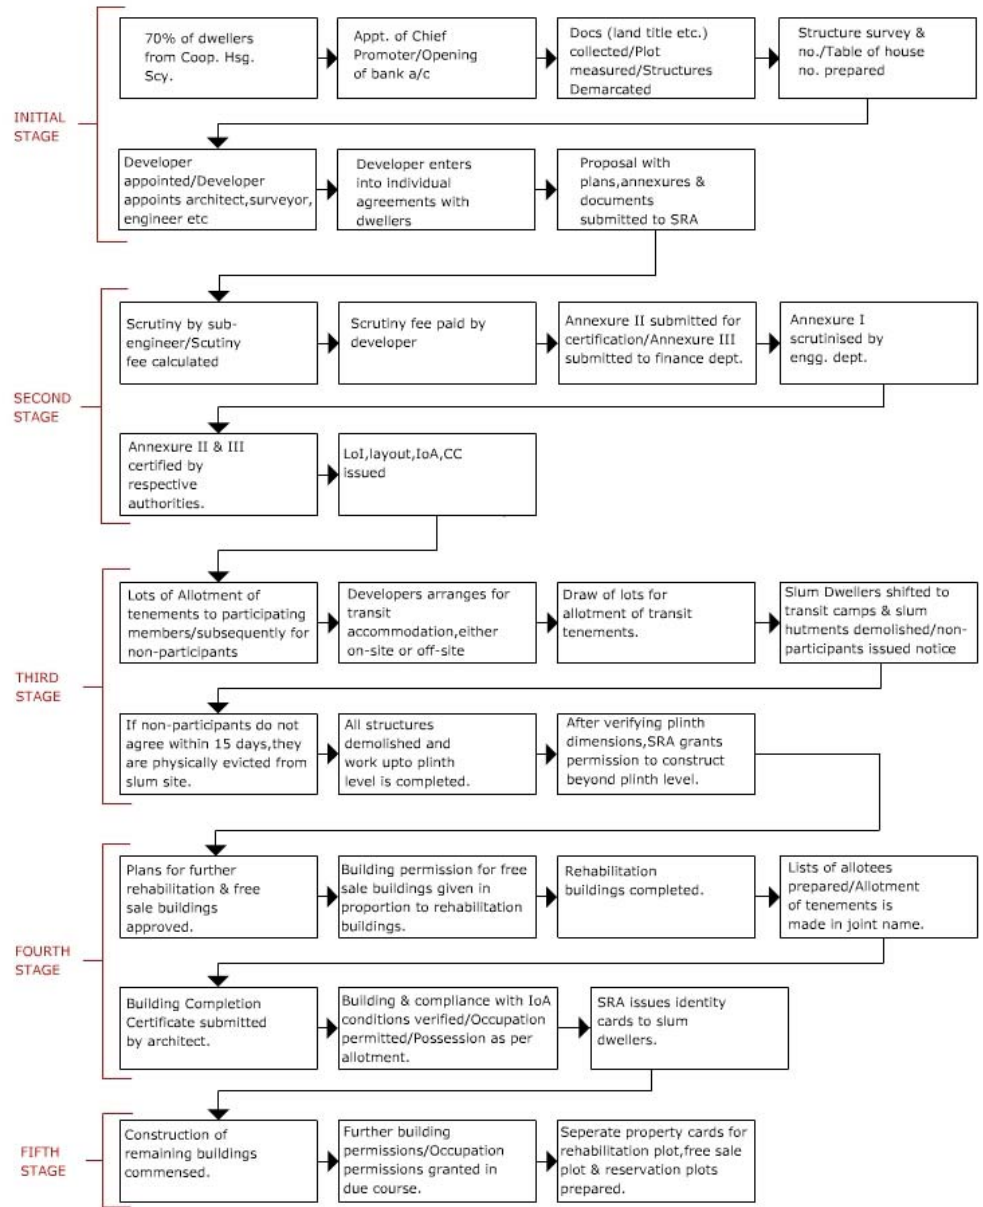 INITIAL
STAGE
70% of dwellers
from Coop. Hsg.
Scy.
Appt. of Chief
Promoter/Opening
of bank a/c
Docs (land title etc.)
collected/Plot
measured/Structures
Demarcated
Structure survey &
no./Table of house
no. prepared
Developer
appointed/Developer
appoints architect,surveyor,
engineer etc
Developer enters
into individual
agreements with
dwellers
Proposal with
plans,annexures &
documents
submitted to SRA
SECOND
STAGE
Scrutiny by sub-
engineer/Scutiny
fee calculated
Scrutiny fee paid by
developer
Annexure II submitted for
certification/Annexure III
submitted to finance dept.
Annexure I
scrutinised by
engg. dept.
Annexure II & III
certified by
respective
authorities.
LoI,layout,IoA,CC
issued
THIRD
STAGE
Lots of Allotment of
tenements to participating
members/subsequently for
non-participants
Developers arranges for
transit
accommodation,either
on-site or off-site
Draw of lots for
allotment of transit
tenements.
Slum Dwellers shifted to
transit camps & slum
hutments demolished/non-
participants issued notice
If non-participants do not
agree within 15 days,they
are physically evicted from
slum site.
All structures
demolished and
work upto plinth
level is completed.
After verifying plinth
dimensions,SRA grants
permission to construct
beyond plinth level.
FOURTH
STAGE
Plans for further
rehabilitation & free
sale buildings
approved.
Building permission for free
sale buildings given in
proportion to rehabilitation
buildings.
Rehabilitation
buildings completed.
Lists of allotees
prepared/Allotment
of tenements is
made in joint name.
Building Completion
Certificate submitted
by architect.
Building & compliance with IoA
conditions verified/Occupation
permitted/Possession as per
allotment.
SRA issues identity
cards to slum
dwellers.
FIFTH
STAGE
Construction of
remaining buildings
commensed.
Further building
permissions/Occupation
permissions granted in
due course.
Seperate property cards for
rehabilitation plot,free sale
plot & reservation plots
prepared.